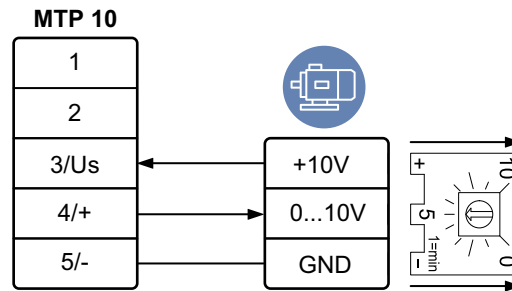 MTP 10
1
2
3/Us
4/+
5/-
+10V
0...10V
GND
+ 10
5
1=min
- 0